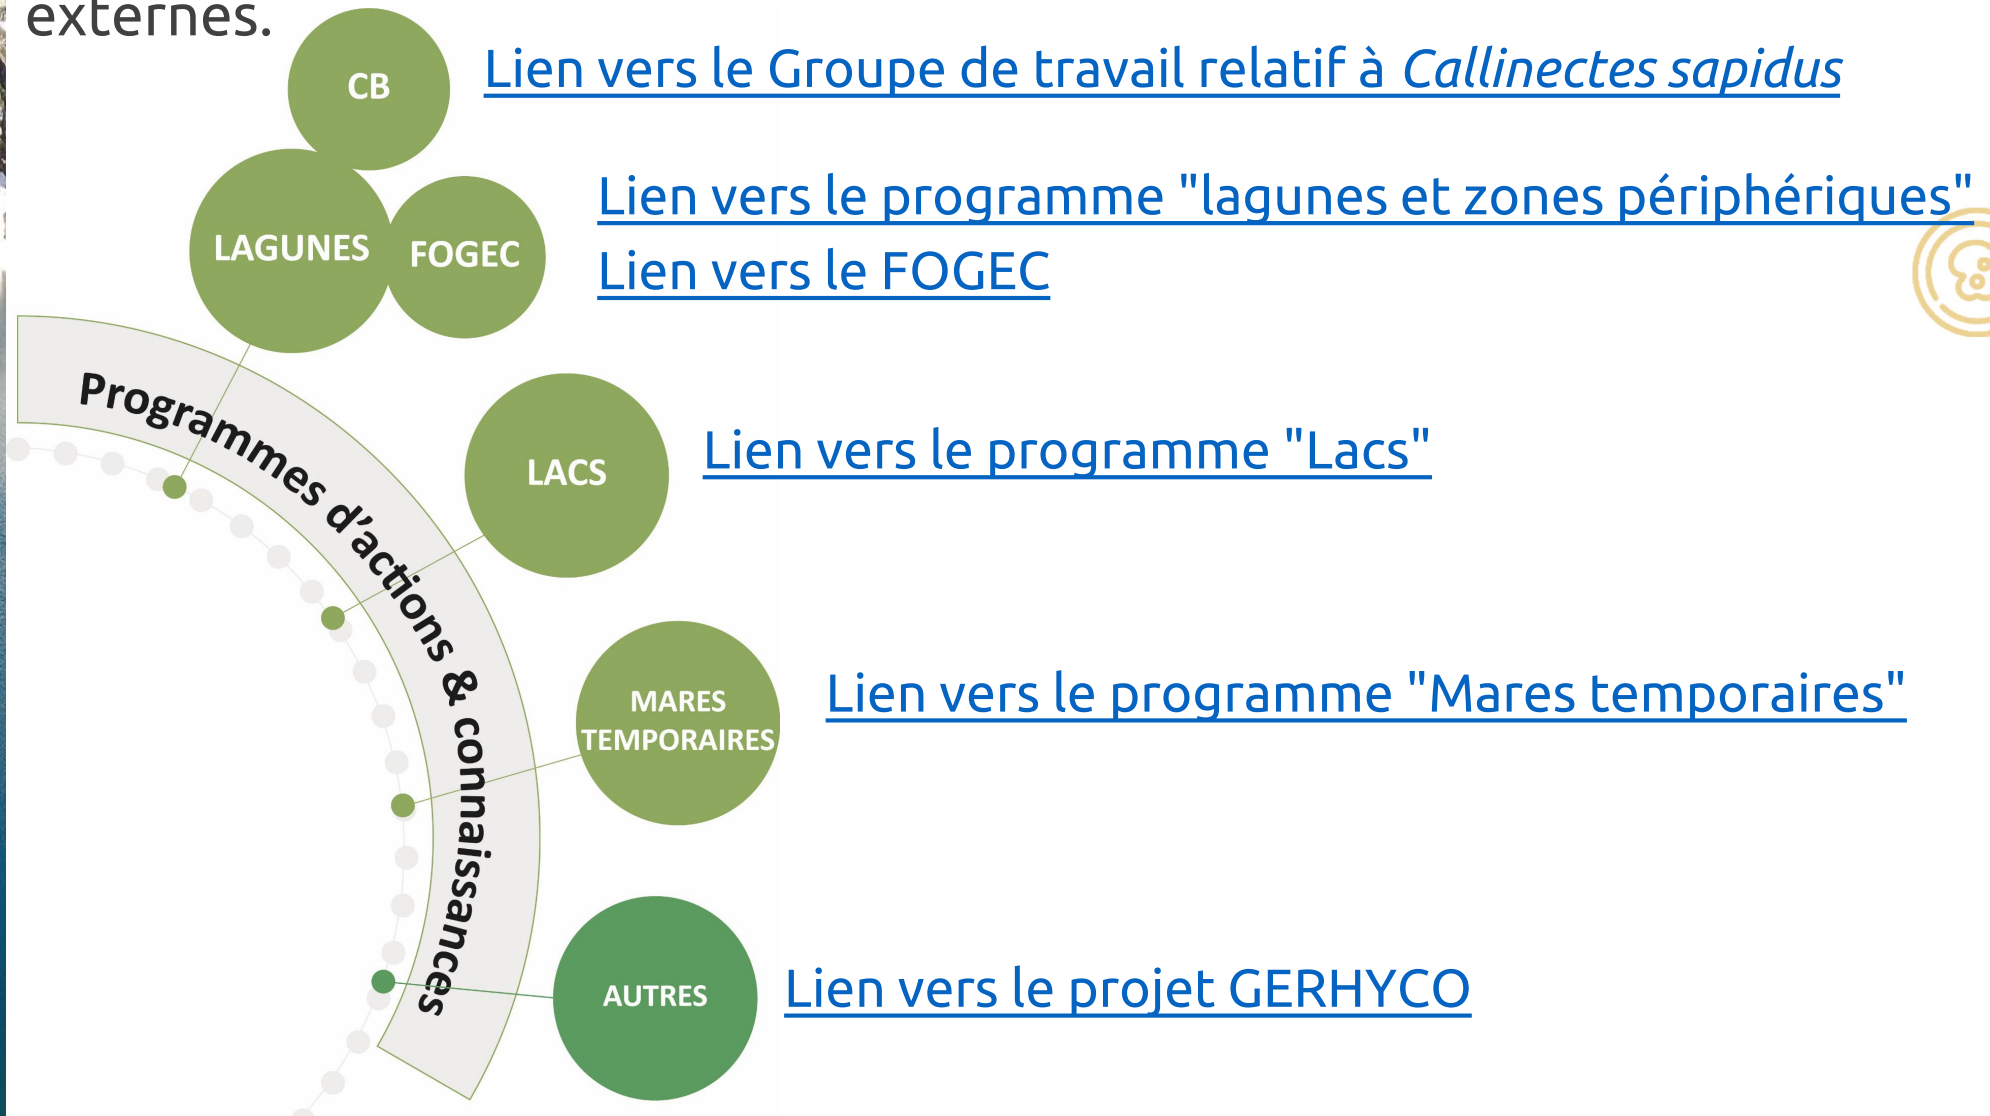 externes.
CB
Lien vers le Groupe de travail relatif à Callinectes sapidus
LAGUNES
FOGEC
Lien vers le programme "lagunes et zones périphériques"
Lien vers le FOGEC
Programmes d'actions & connaissances
LACS
Lien vers le programme "Lacs"
MARES
TEMPORAIRES
Lien vers le programme "Mares temporaires"
AUTRES
Lien vers le projet GERHYCO